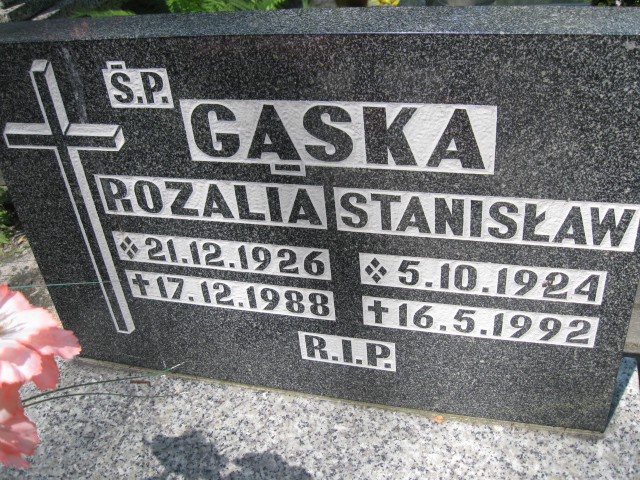 Ś.P.
GĄSKA
ROZALIA STANISŁAW
21.12.1926 5.10.1924
✝17.12.1988 ✝16.5.1992
R.I.P.